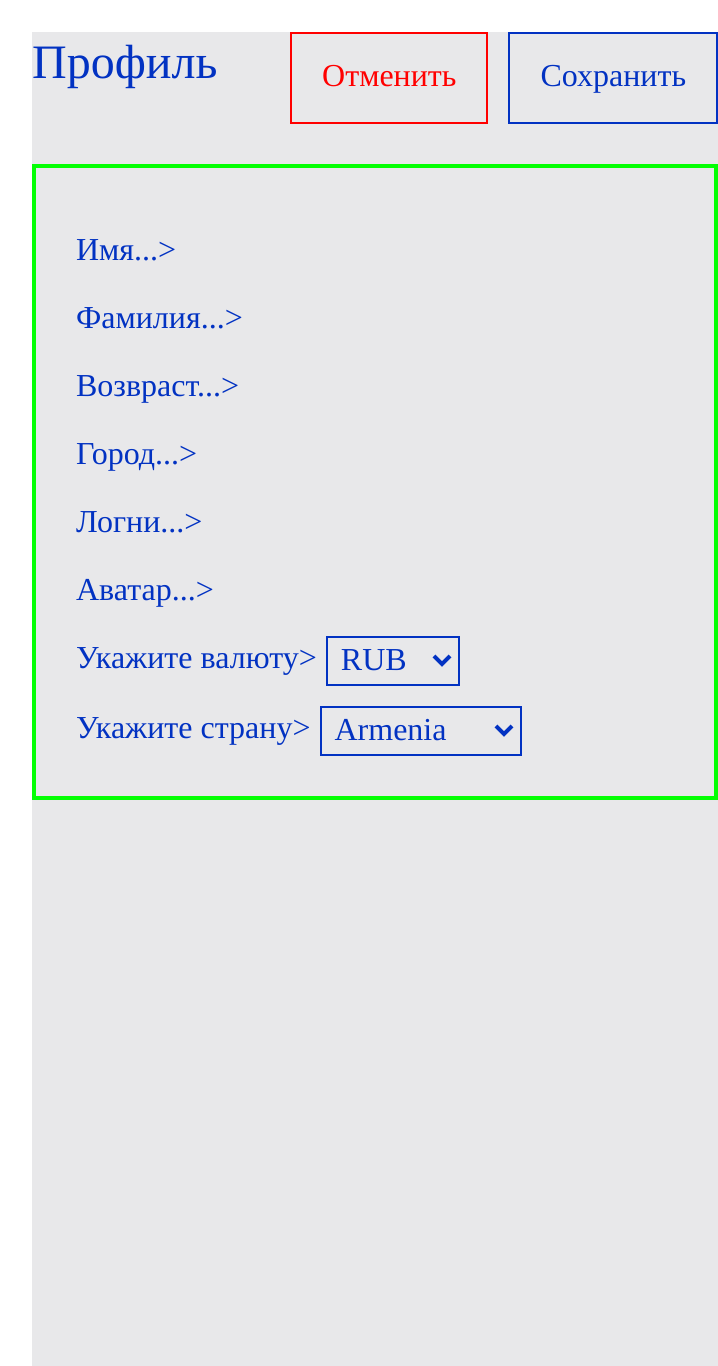 Профиль Отменить Сохранить
Имя...>
Фамилия...>
Возвраст...>
Город...>
Логни...>
Аватар...>
Укажите валюту> RUB
Укажите страну> Armenia